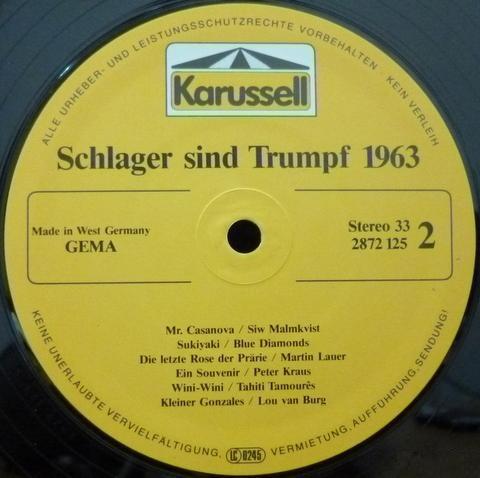 ALLE URHEBER- UND LEISTUNGSSCHUTZRECHTE VORBEHALTEN · KEIN VERLEIH
Karussell
Schlager sind Trumpf 1963
Made in West Germany
GEMA
Stereo 33
2872 125
2
Mr. Casanova / Siw Malmkvist
Sukiyaki / Blue Diamonds
Die letzte Rose der Prärie / Martin Lauer
Ein Souvenir / Peter Kraus
Wini-Wini / Tahiti Tamourês
Kleiner Gonzales / Lou van Burg
KEINE UNERLAUBTE VERVIELFÄLTIGUNG, VERMIETUNG, AUFFÜHRUNG, SENDUNG!
LC 0245